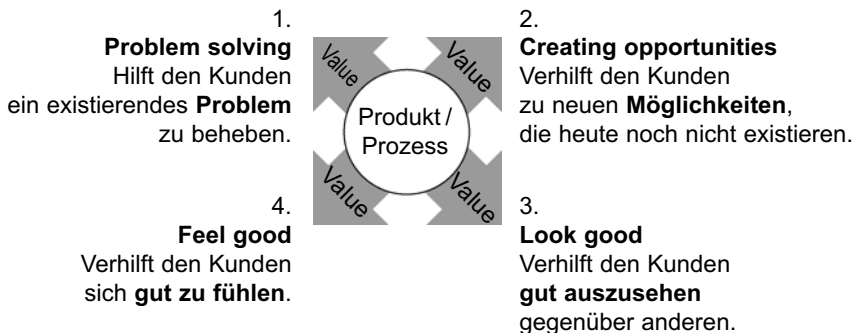 1.
Problem solving
Hilft den Kunden
ein existierendes Problem
zu beheben.
Value
Value
2.
Creating opportunities
Verhilft den Kunden
zu neuen Möglichkeiten,
die heute noch nicht existieren.
Produkt /
Prozess
Value
Value
4.
Feel good
Verhilft den Kunden
sich gut zu fühlen.
3.
Look good
Verhilft den Kunden
gut auszusehen
gegenüber anderen.